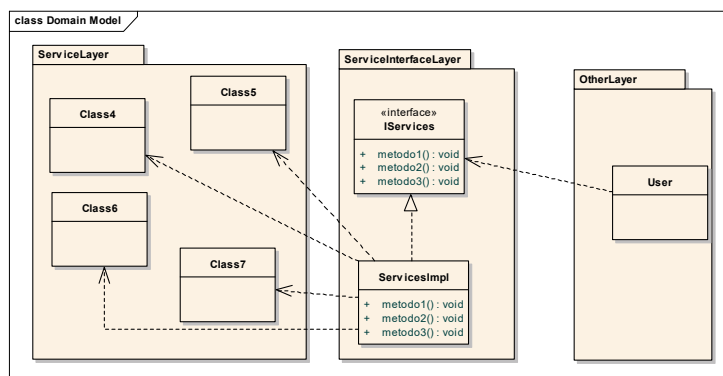 class Domain Model
ServiceLayer
Class4
Class5
Class6
Class7
ServiceInterfaceLayer
«interface»
IServices
+ metodo1() : void
+ metodo2() : void
+ metodo3() : void
ServicesImpl
+ metodo1() : void
+ metodo2() : void
+ metodo3() : void
OtherLayer
User